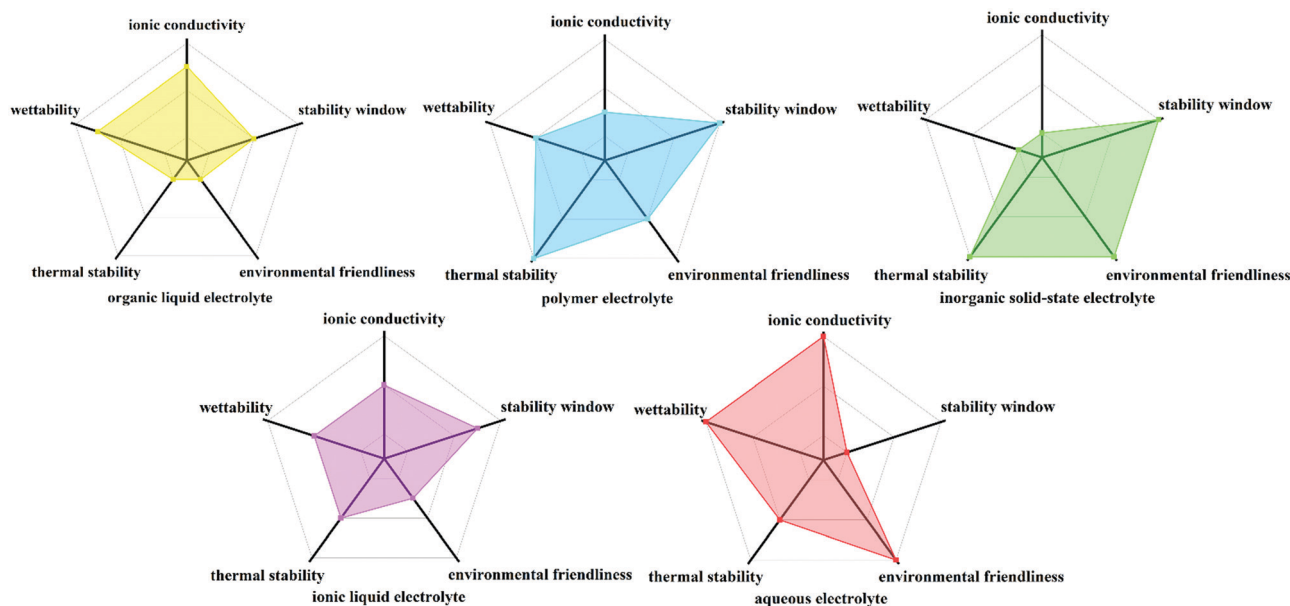 ionic conductivity
wettability
stability window
thermal stability
environmental friendliness
organic liquid electrolyte
ionic conductivity
wettability
stability window
thermal stability
environmental friendliness
polymer electrolyte
ionic conductivity
wettability
stability window
thermal stability
environmental friendliness
inorganic solid-state electrolyte
ionic conductivity
wettability
stability window
thermal stability
environmental friendliness
ionic liquid electrolyte
ionic conductivity
wettability
stability window
thermal stability
environmental friendliness
aqueous electrolyte